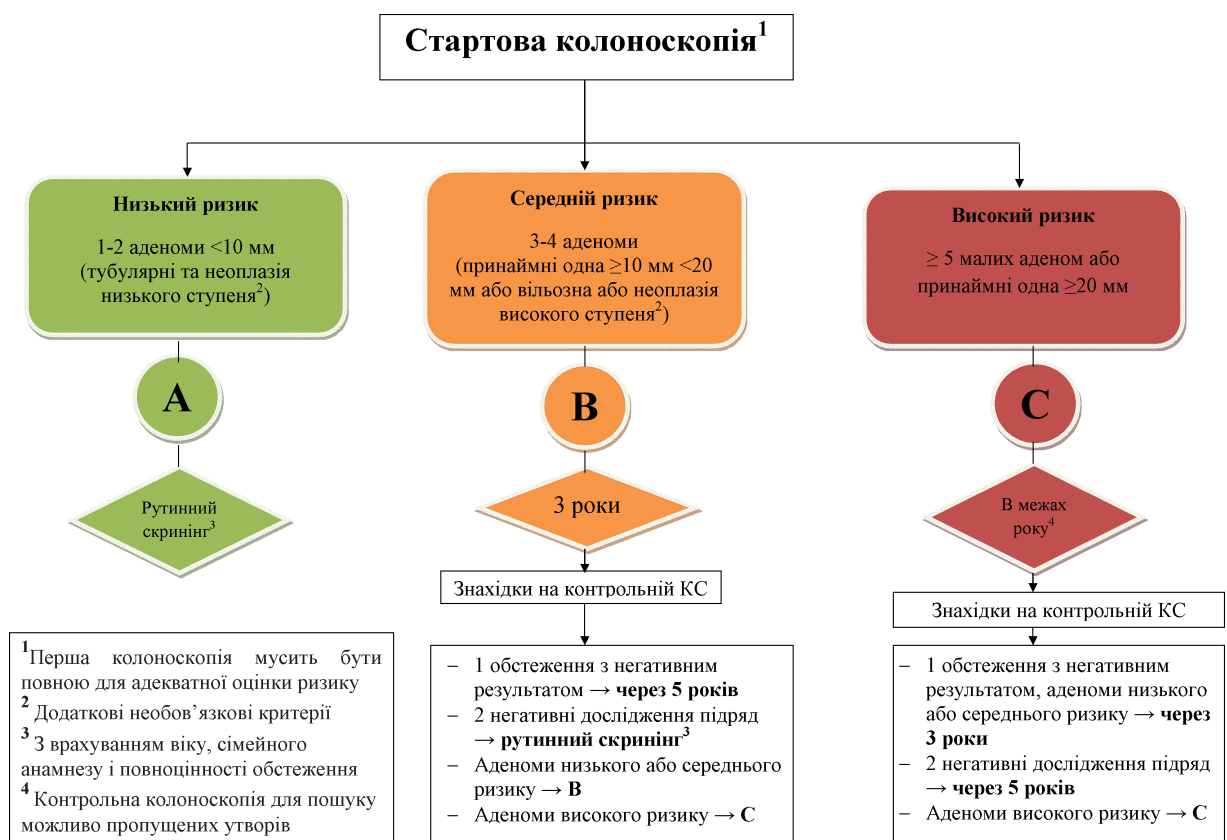 Стартова колоноскопія¹
Низький ризик
1-2 аденоми <10 мм
(тубулярні та неоплазія
низького ступеня²)
Середній ризик
3-4 аденоми
(принаймні одна ≥10 мм <20
мм або вільозна або неоплазія
високого ступеня²)
Високий ризик
≥ 5 малих аденом або
принаймні одна ≥20 мм
A
B
C
Рутинний
скринінг³
3 роки
В межах
року⁴
Знахідки на контрольній КС
Знахідки на контрольній КС
¹Перша колоноскопія мусить бути
повною для адекватної оцінки ризику
² Додаткові необов’язкові критерії
³ З врахуванням віку, сімейного
анамнезу і повноцінності обстеження
⁴ Контрольна колоноскопія для пошуку
можливо пропущених утворів
− 1 обстеження з негативним
результатом → через 5 років
− 2 негативні дослідження підряд
→ рутинний скринінг³
− Аденоми низького або середнього
ризику → B
− Аденоми високого ризику → C
− 1 обстеження з негативним
результатом, аденоми низького
або середнього ризику → через
3 роки
− 2 негативні дослідження підряд
→ через 5 років
− Аденоми високого ризику → C